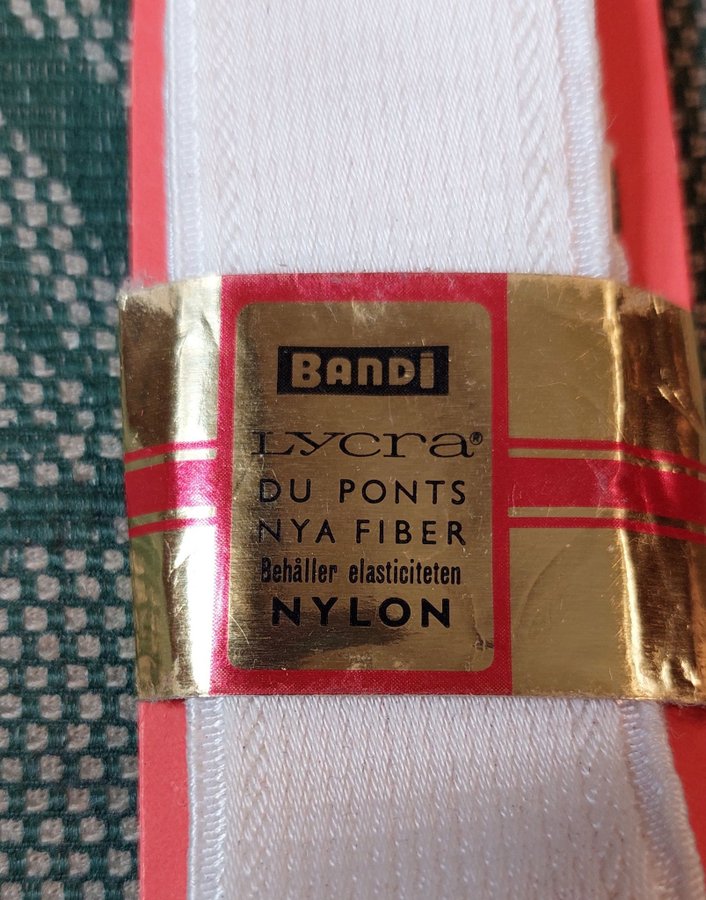 BANDI
Lycra®
DU PONTS
NYA FIBER
Behåller elasticiteten
NYLON